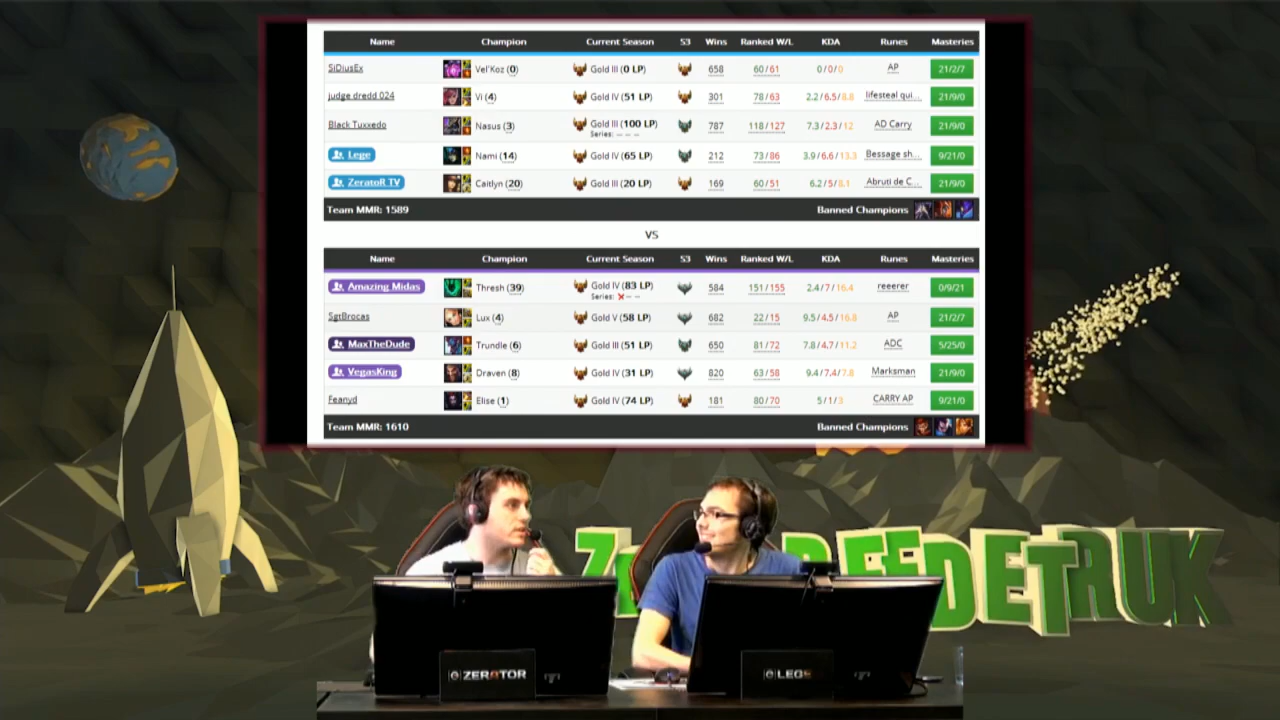 Name Champion Current Season S3 Wins Ranked W/L KDA Runes Masteries
SiDiusEx Vel'Koz (0) Gold III (0 LP) 658 60/61 0/0/0 AP 21/2/7
judge dredd 024 Vi (4) Gold IV (51 LP) 301 78/63 2.2/6.5/8.8 lifesteal qui... 21/9/0
Black Tuxxedo Nasus (3) Gold III (100 LP) 787 118/127 7.3/2.3/12 AD Carry 21/9/0
Series: – – –
Lege Nami (14) Gold IV (65 LP) 212 73/86 3.9/6.6/13.3 Bessage sh... 9/21/0
ZeratoR TV Caitlyn (20) Gold III (20 LP) 169 60/51 6.2/5/8.1 Abruti de C... 21/9/0
Team MMR: 1589 Banned Champions
VS
Name Champion Current Season S3 Wins Ranked W/L KDA Runes Masteries
Amazing Midas Thresh (39) Gold IV (83 LP) 584 151/155 2.4/7/16.4 reeerer 0/9/21
Series: ✗ – –
SgtBrocas Lux (4) Gold V (58 LP) 682 22/15 9.5/4.5/16.8 AP 21/2/7
MaxTheDude Trundle (6) Gold III (51 LP) 650 81/72 7.8/4.7/11.2 ADC 5/25/0
VegasKing Draven (8) Gold IV (31 LP) 820 63/58 9.4/7.4/7.8 Marksman 21/9/0
Feanyd Elise (1) Gold IV (74 LP) 181 80/70 5/1/3 CARRY AP 9/21/0
Team MMR: 1610 Banned Champions
ZERATOR
LEGE